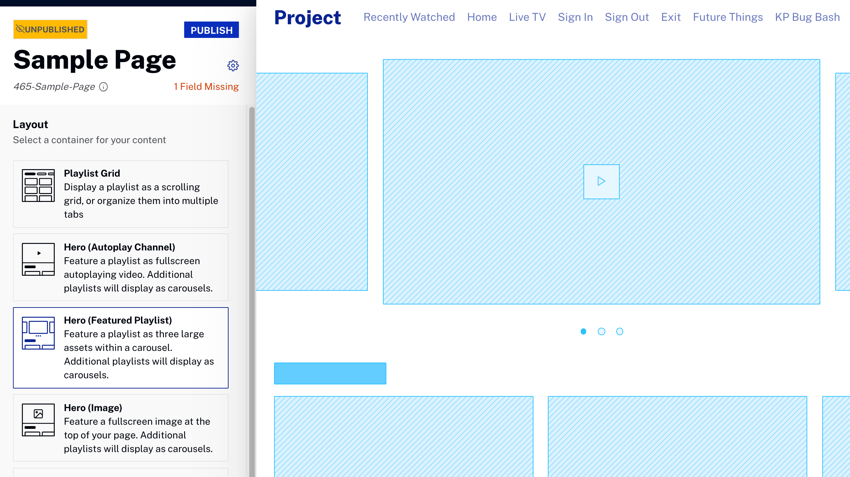 UNPUBLISHED
PUBLISH
Sample Page
465-Sample-Page
1 Field Missing
Layout
Select a container for your content
Playlist Grid
Display a playlist as a scrolling
grid, or organize them into multiple
tabs
Hero (Autoplay Channel)
Feature a playlist as fullscreen
autoplaying video. Additional
playlists will display as carousels.
Hero (Featured Playlist)
Feature a playlist as three large
assets within a carousel.
Additional playlists will display as
carousels.
Hero (Image)
Feature a fullscreen image at the
top of your page. Additional
playlists will display as carousels.
Project Recently Watched Home Live TV Sign In Sign Out Exit Future Things KP Bug Bash